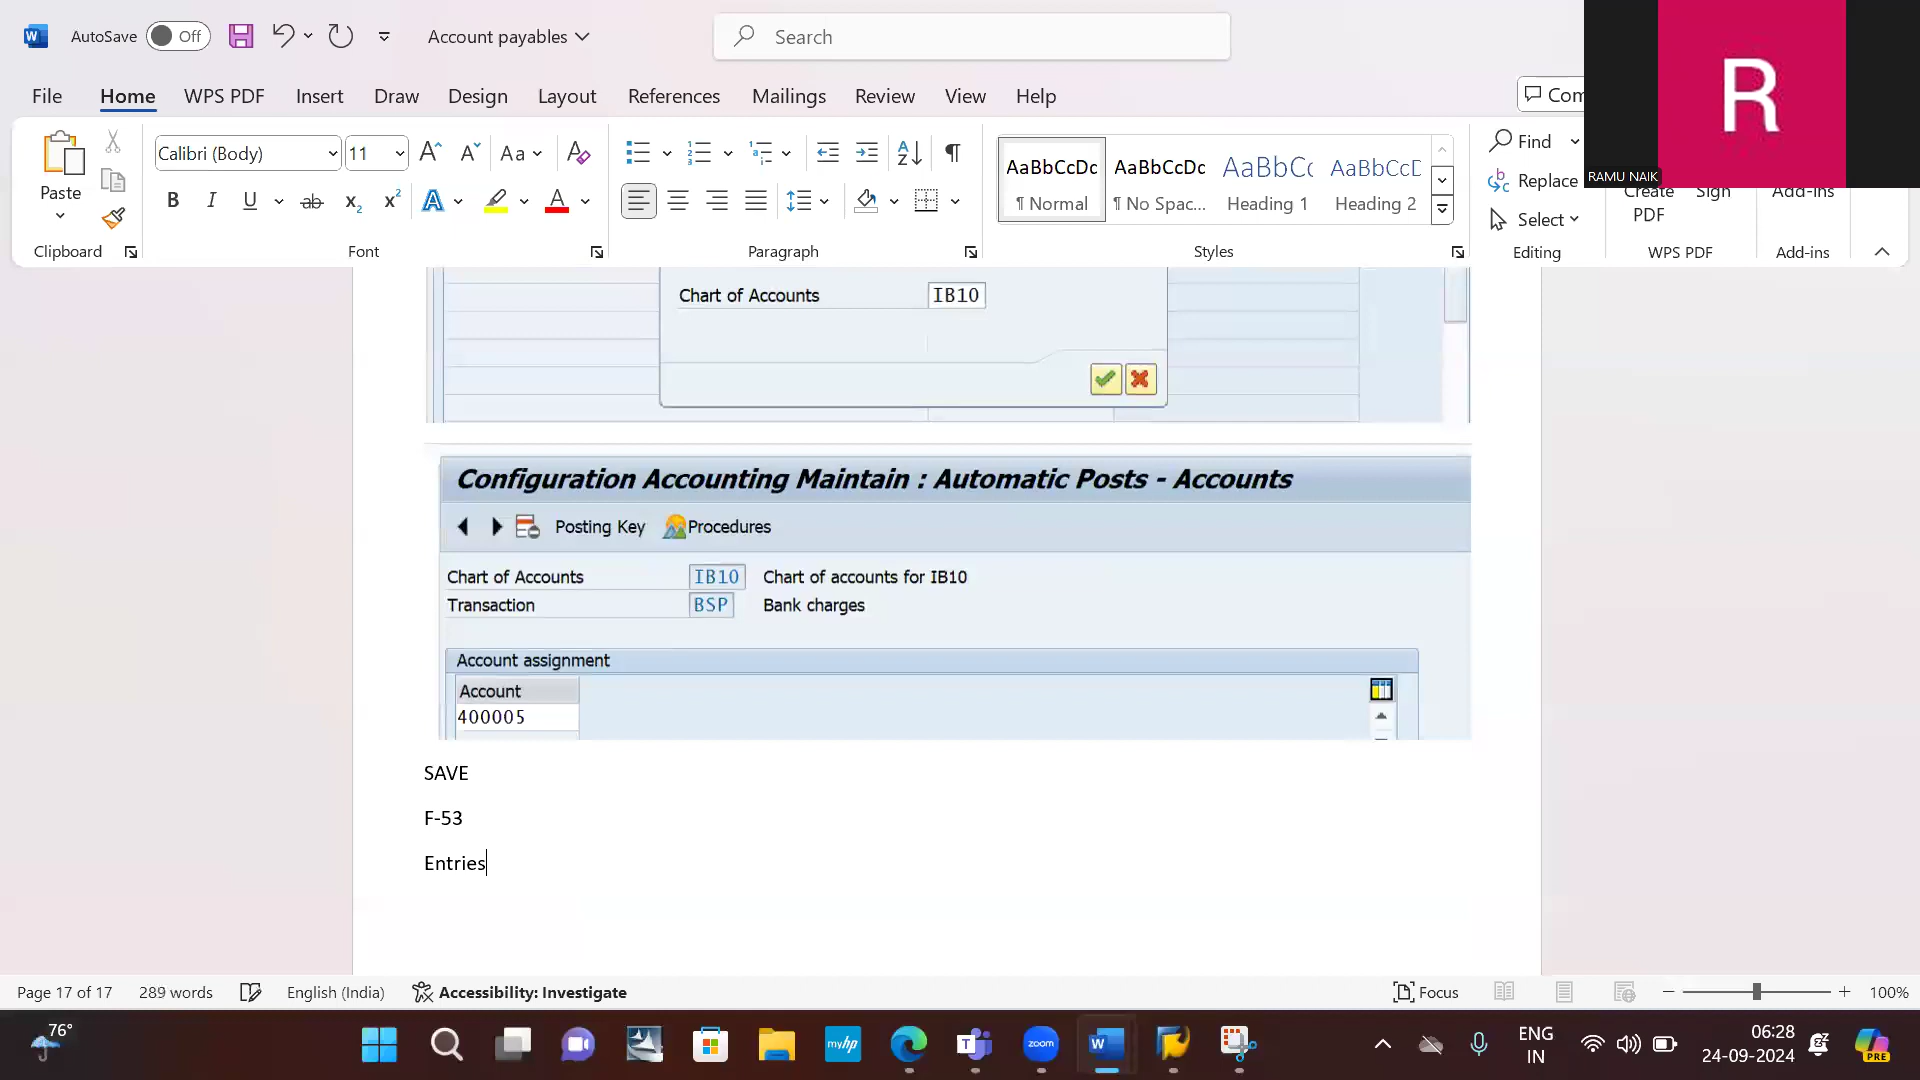 AutoSave Off Account payables Search
File Home WPS PDF Insert Draw Design Layout References Mailings Review View Help Com
R
RAMU NAIK
Paste
Calibri (Body) 11
Aa
AaBbCcDc AaBbCcDc AaBbCc AaBbCcD
¶ Normal ¶ No Spac... Heading 1 Heading 2
Find
Replace
Select
Create PDF
Sign
Add-ins
Clipboard Font Paragraph Styles Editing WPS PDF Add-ins
Chart of Accounts IB10
Configuration Accounting Maintain : Automatic Posts - Accounts
Posting Key Procedures
Chart of Accounts IB10 Chart of accounts for IB10
Transaction BSP Bank charges
Account assignment
Account
400005
SAVE
F-53
Entries
Page 17 of 17 289 words English (India) Accessibility: Investigate Focus 100%
76°
myhp
zoom
ENG
IN
06:28
24-09-2024
PRE